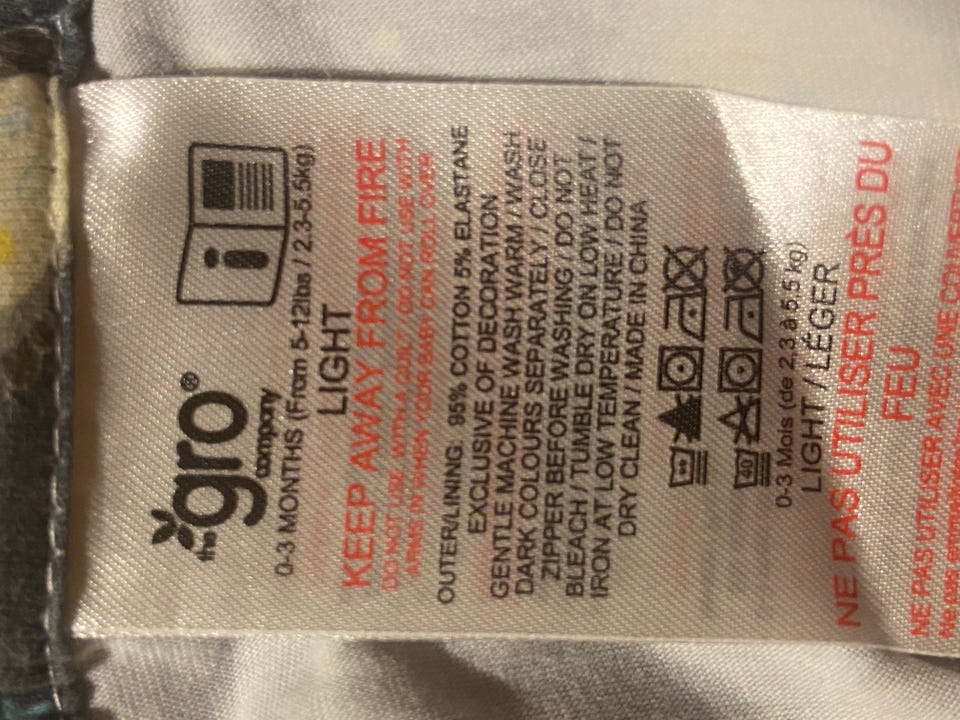 the gro® company
0-3 MONTHS (From 5-12lbs / 2.3-5.5kg)
LIGHT
KEEP AWAY FROM FIRE
DO NOT USE WITH A QUILT / DO NOT USE WITH
ARMS IN WHEN YOUR BABY CAN ROLL OVER
OUTER/LINING: 95% COTTON 5% ELASTANE
EXCLUSIVE OF DECORATION
GENTLE MACHINE WASH WARM / WASH
DARK COLOURS SEPARATELY / CLOSE
ZIPPER BEFORE WASHING / DO NOT
BLEACH / TUMBLE DRY ON LOW HEAT /
IRON AT LOW TEMPERATURE / DO NOT
DRY CLEAN / MADE IN CHINA
40
0-3 Mois (de 2,3 à 5,5 kg)
LIGHT / LÉGER
NE PAS UTILISER PRÈS DU
FEU
NE PAS UTILISER AVEC UNE
Ne pas